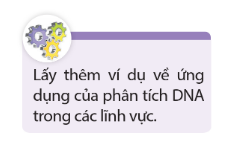 Lấy thêm ví dụ về ứng
dụng của phân tích DNA
trong các lĩnh vực.